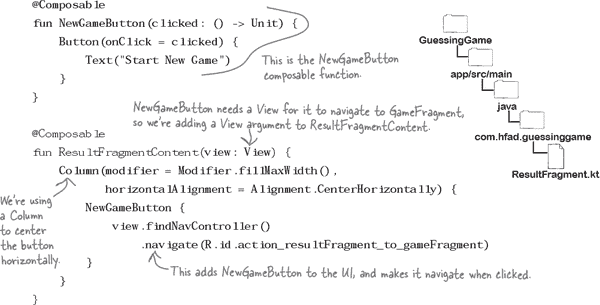 @Composable
fun NewGameButton(clicked: () -> Unit) {
Button(onClick = clicked) {
Text("Start New Game")
}
}
This is the NewGameButton
composable function.
NewGameButton needs a View for it to navigate to GameFragment,
so we're adding a View argument to ResultFragmentContent.
@Composable
fun ResultFragmentContent(view: View) {
Column(modifier = Modifier.fillMaxWidth(),
horizontalAlignment = Alignment.CenterHorizontally) {
NewGameButton {
view.findNavController()
.navigate(R.id.action_resultFragment_to_gameFragment)
}
}
}
We're using
a Column
to center
the button
horizontally.
This adds NewGameButton to the UI, and makes it navigate when clicked.
GuessingGame
app/src/main
java
com.hfad.guessinggame
ResultFragment.kt